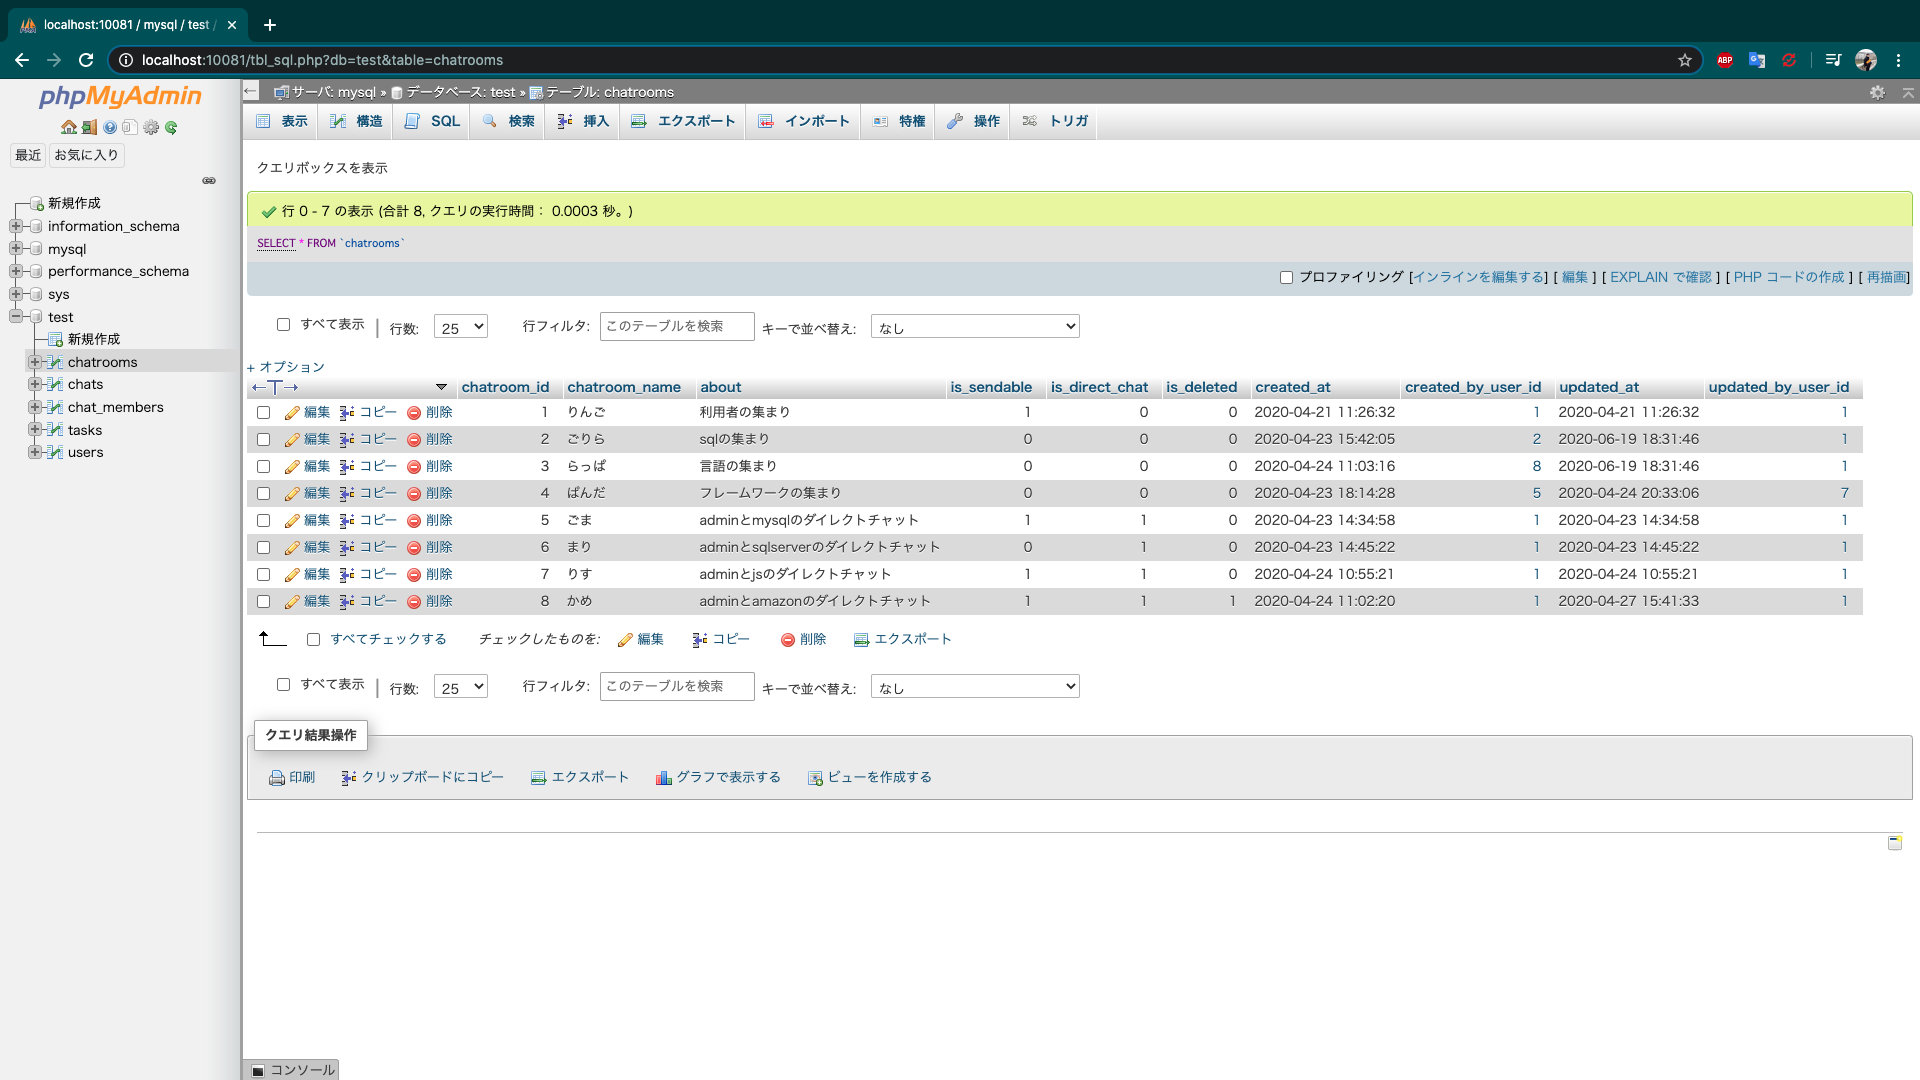 localhost:10081 / mysql / test /
localhost:10081/tbl_sql.php?db=test&table=chatrooms
ABP
phpMyAdmin
最近 お気に入り
新規作成
information_schema
mysql
performance_schema
sys
test
新規作成
chatrooms
chats
chat_members
tasks
users
サーバ: mysql » データベース: test » テーブル: chatrooms
表示 構造 SQL 検索 挿入 エクスポート インポート 特権 操作 トリガ
クエリボックスを表示
行 0 - 7 の表示 (合計 8, クエリの実行時間： 0.0003 秒。)
SELECT * FROM `chatrooms`
プロファイリング [インラインを編集する] [ 編集 ] [ EXPLAIN で確認 ] [ PHP コードの作成 ] [ 再描画]
すべて表示 | 行数: 25 行フィルタ: このテーブルを検索 キーで並べ替え: なし
+ オプション
←T→ chatroom_id chatroom_name about is_sendable is_direct_chat is_deleted created_at created_by_user_id updated_at updated_by_user_id
編集 コピー 削除 1 りんご 利用者の集まり 1 0 0 2020-04-21 11:26:32 1 2020-04-21 11:26:32 1
編集 コピー 削除 2 ごりら sqlの集まり 0 0 0 2020-04-23 15:42:05 2 2020-06-19 18:31:46 1
編集 コピー 削除 3 らっぱ 言語の集まり 0 0 0 2020-04-24 11:03:16 8 2020-06-19 18:31:46 1
編集 コピー 削除 4 ぱんだ フレームワークの集まり 0 0 0 2020-04-23 18:14:28 5 2020-04-24 20:33:06 7
編集 コピー 削除 5 ごま adminとmysqlのダイレクトチャット 1 1 0 2020-04-23 14:34:58 1 2020-04-23 14:34:58 1
編集 コピー 削除 6 まり adminとsqlserverのダイレクトチャット 0 1 0 2020-04-23 14:45:22 1 2020-04-23 14:45:22 1
編集 コピー 削除 7 りす adminとjsのダイレクトチャット 1 1 0 2020-04-24 10:55:21 1 2020-04-24 10:55:21 1
編集 コピー 削除 8 かめ adminとamazonのダイレクトチャット 1 1 1 2020-04-24 11:02:20 1 2020-04-27 15:41:33 1
すべてチェックする チェックしたものを: 編集 コピー 削除 エクスポート
すべて表示 | 行数: 25 行フィルタ: このテーブルを検索 キーで並べ替え: なし
クエリ結果操作
印刷 クリップボードにコピー エクスポート グラフで表示する ビューを作成する
コンソール